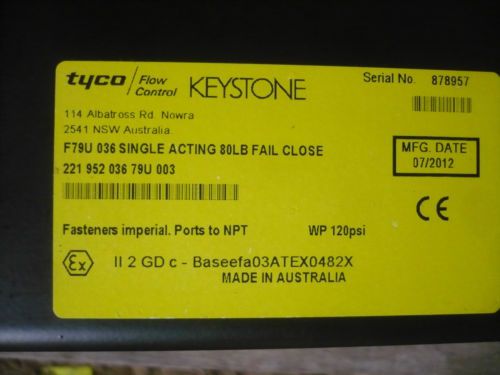 tyco / Flow Control KEYSTONE
Serial No. 878957
114 Albatross Rd. Nowra
2541 NSW Australia.
F79U 036 SINGLE ACTING 80LB FAIL CLOSE
221 952 036 79U 003
MFG. DATE
07/2012
CE
Fasteners imperial. Ports to NPT WP 120psi
Ex II 2 GD c - Baseefa03ATEX0482X
MADE IN AUSTRALIA